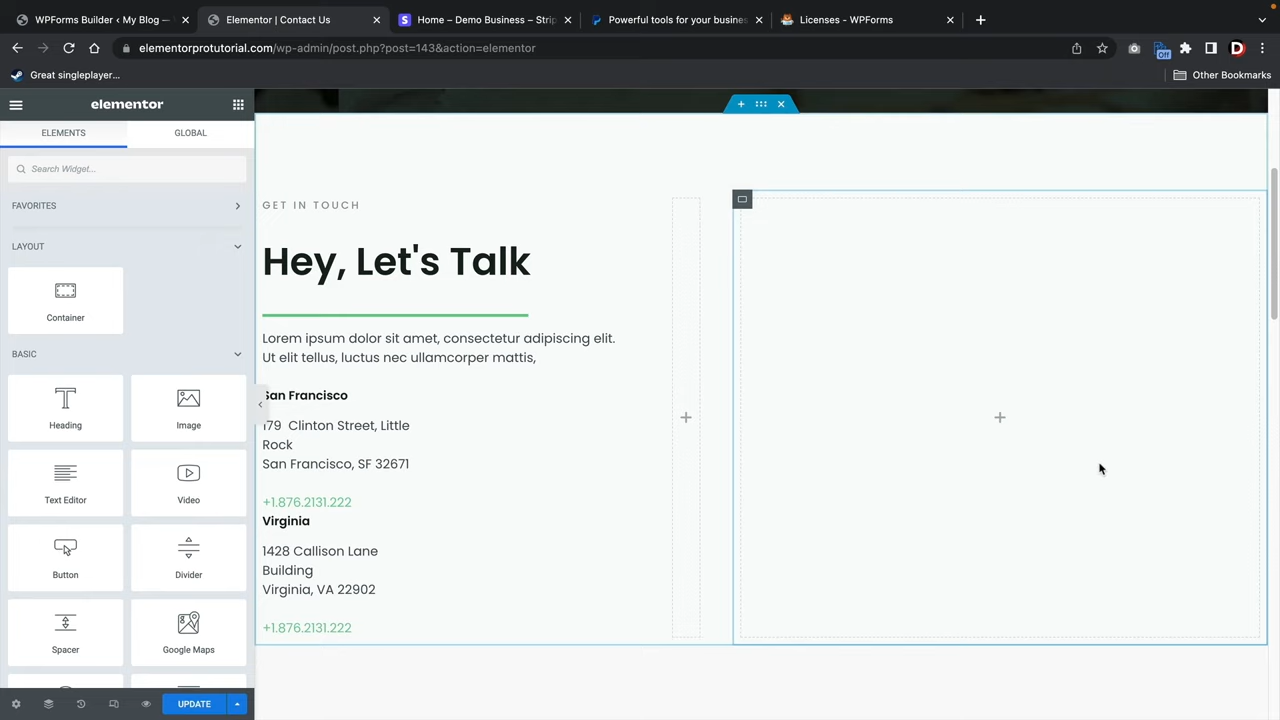 WPForms Builder ‹ My Blog —
Elementor | Contact Us
Home – Demo Business – Strip
Powerful tools for your busines
Licenses - WPForms
elementorprotutorial.com/wp-admin/post.php?post=143&action=elementor
Off
D
Great singleplayer...
Other Bookmarks
elementor
ELEMENTS
GLOBAL
Search Widget...
FAVORITES
LAYOUT
Container
BASIC
Heading
Image
Text Editor
Video
Button
Divider
Spacer
Google Maps
UPDATE
GET IN TOUCH
Hey, Let's Talk
Lorem ipsum dolor sit amet, consectetur adipiscing elit.
Ut elit tellus, luctus nec ullamcorper mattis,
San Francisco
179 Clinton Street, Little
Rock
San Francisco, SF 32671
+1.876.2131.222
Virginia
1428 Callison Lane
Building
Virginia, VA 22902
+1.876.2131.222